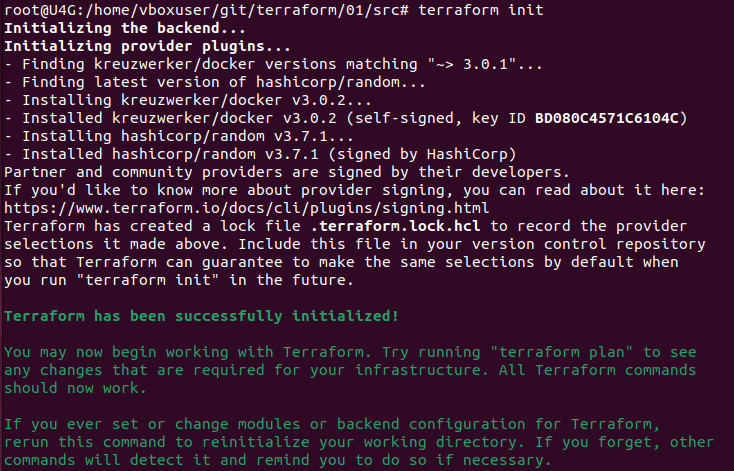 root@U4G:/home/vboxuser/git/terraform/01/src# terraform init
Initializing the backend...
Initializing provider plugins...
- Finding kreuzwerker/docker versions matching "~> 3.0.1"...
- Finding latest version of hashicorp/random...
- Installing kreuzwerker/docker v3.0.2...
- Installed kreuzwerker/docker v3.0.2 (self-signed, key ID BD080C4571C6104C)
- Installing hashicorp/random v3.7.1...
- Installed hashicorp/random v3.7.1 (signed by HashiCorp)
Partner and community providers are signed by their developers.
If you'd like to know more about provider signing, you can read about it here:
https://www.terraform.io/docs/cli/plugins/signing.html
Terraform has created a lock file .terraform.lock.hcl to record the provider
selections it made above. Include this file in your version control repository
so that Terraform can guarantee to make the same selections by default when
you run "terraform init" in the future.
Terraform has been successfully initialized!
You may now begin working with Terraform. Try running "terraform plan" to see
any changes that are required for your infrastructure. All Terraform commands
should now work.
If you ever set or change modules or backend configuration for Terraform,
rerun this command to reinitialize your working directory. If you forget, other
commands will detect it and remind you to do so if necessary.